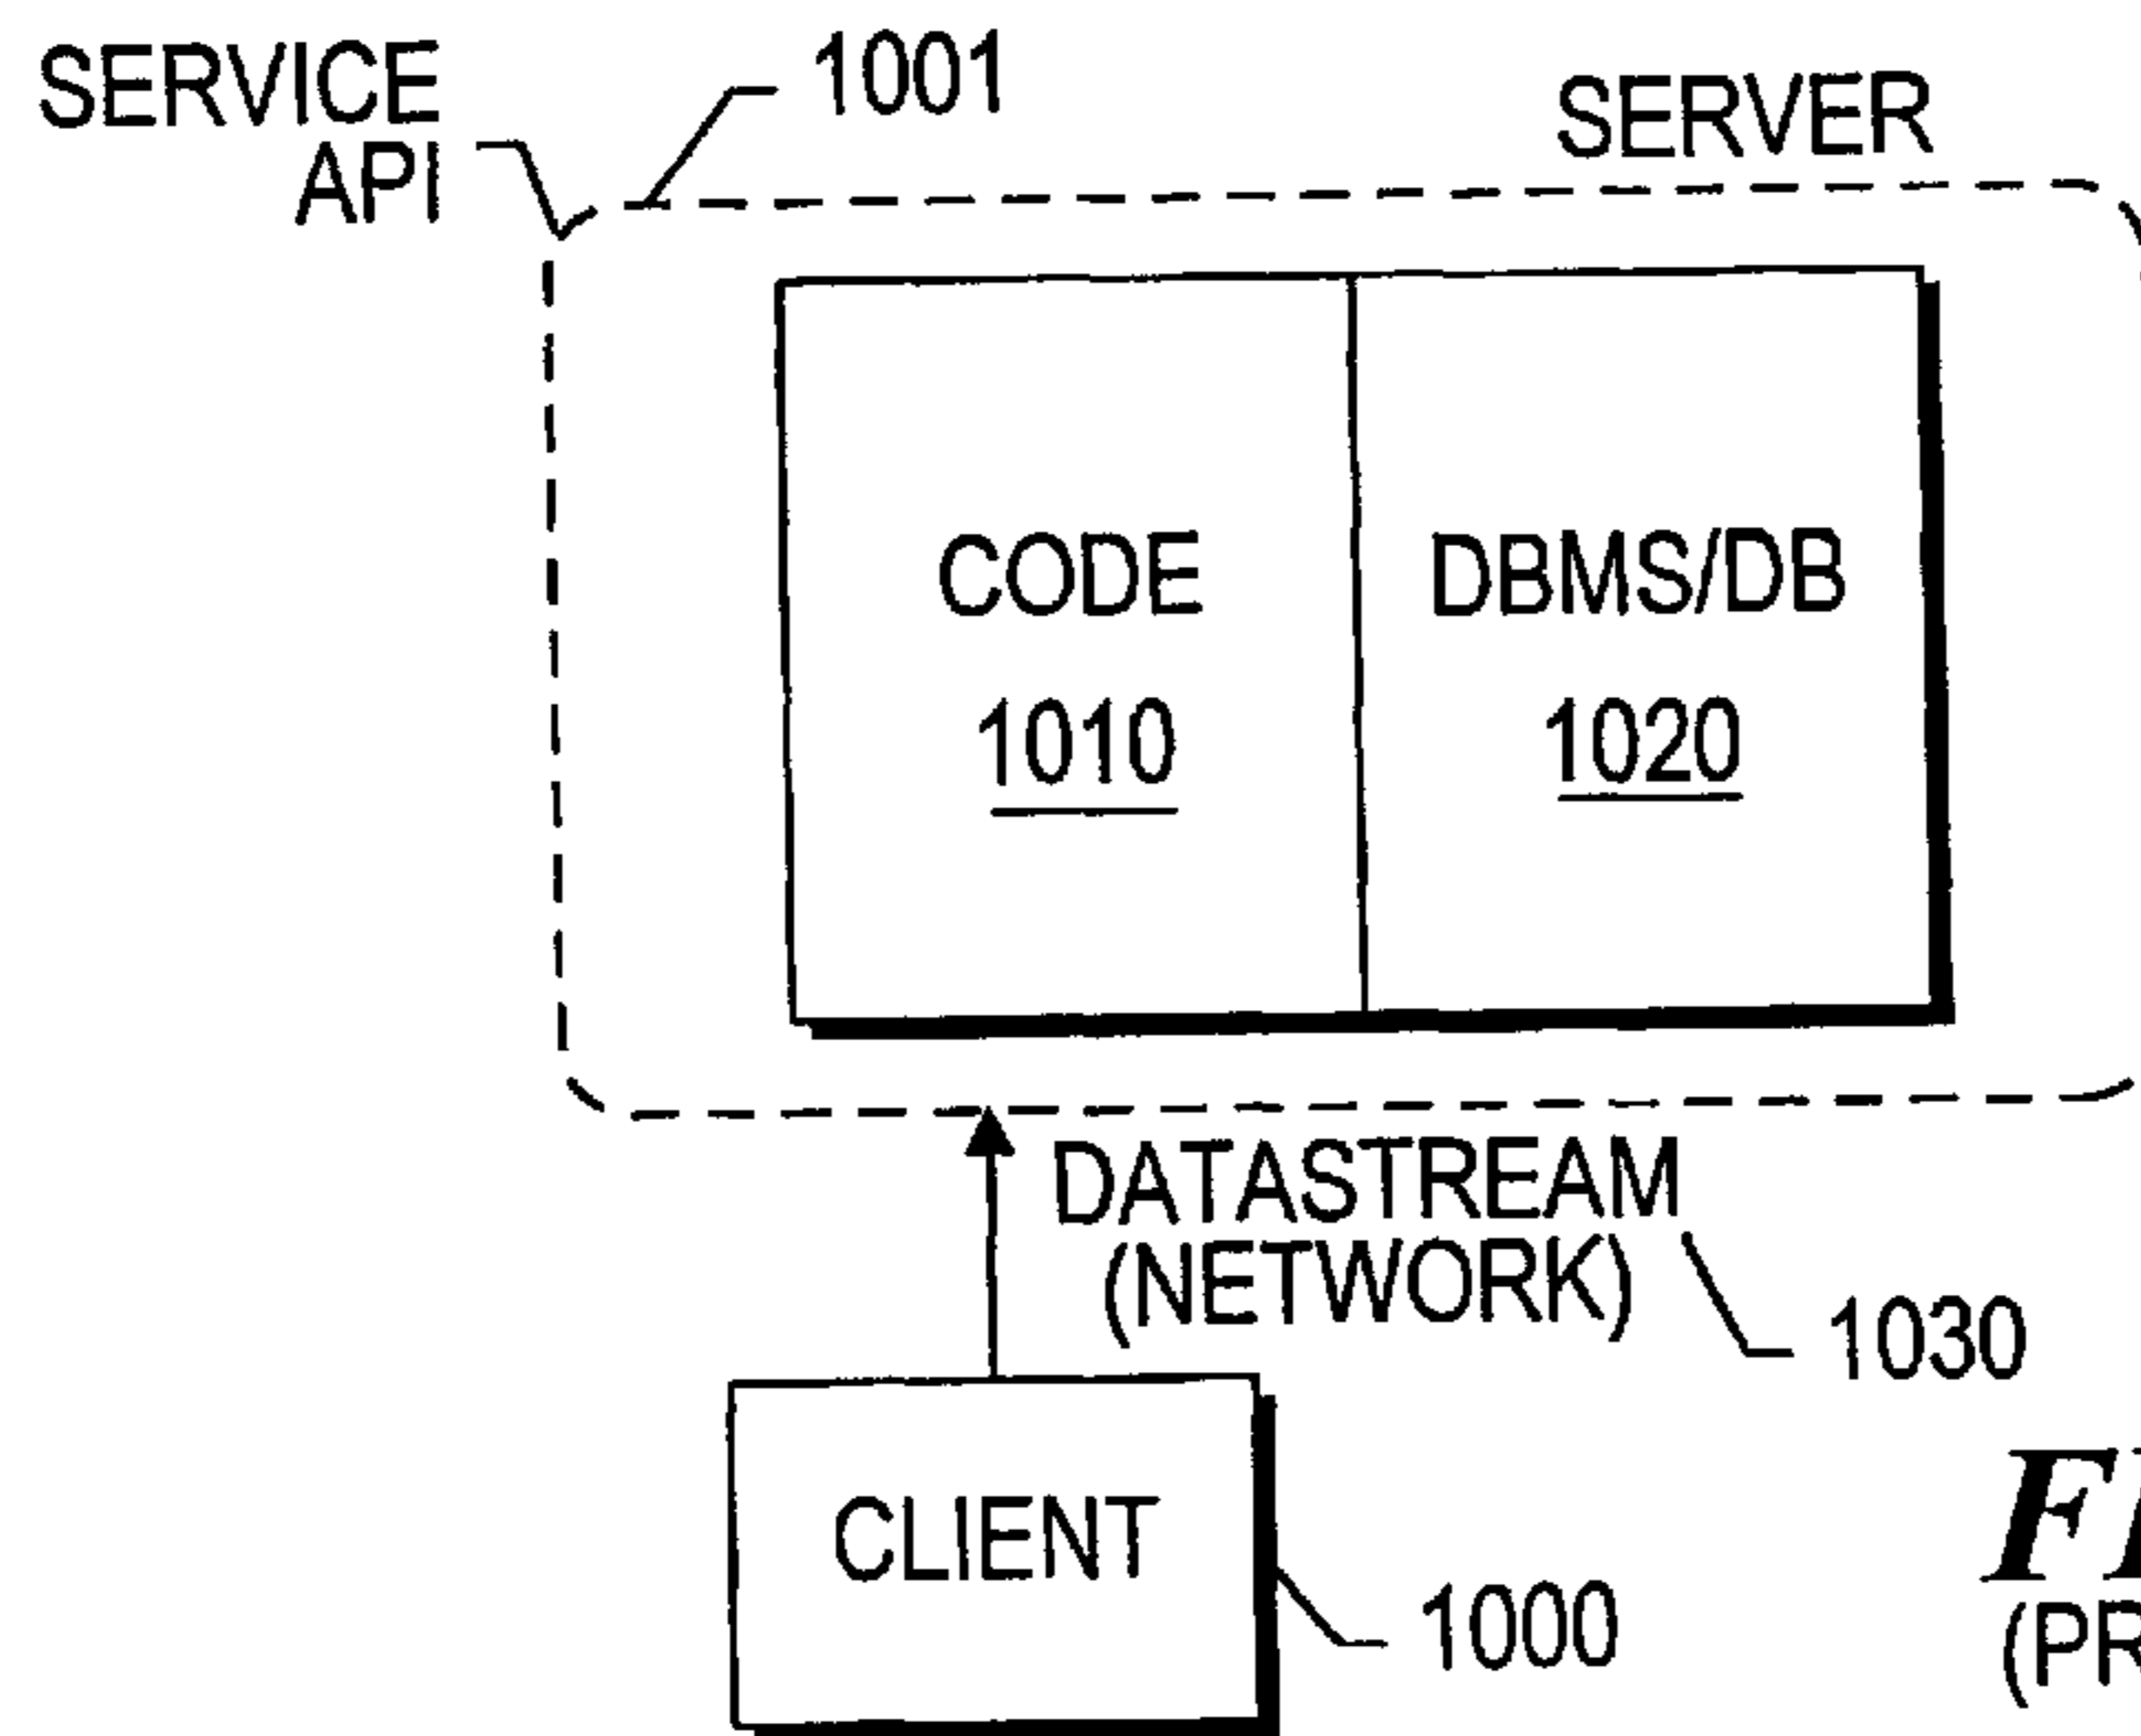 SERVICE
API
1001
SERVER
CODE
1010
DBMS/DB
1020
DATASTREAM
(NETWORK)
1030
CLIENT
1000